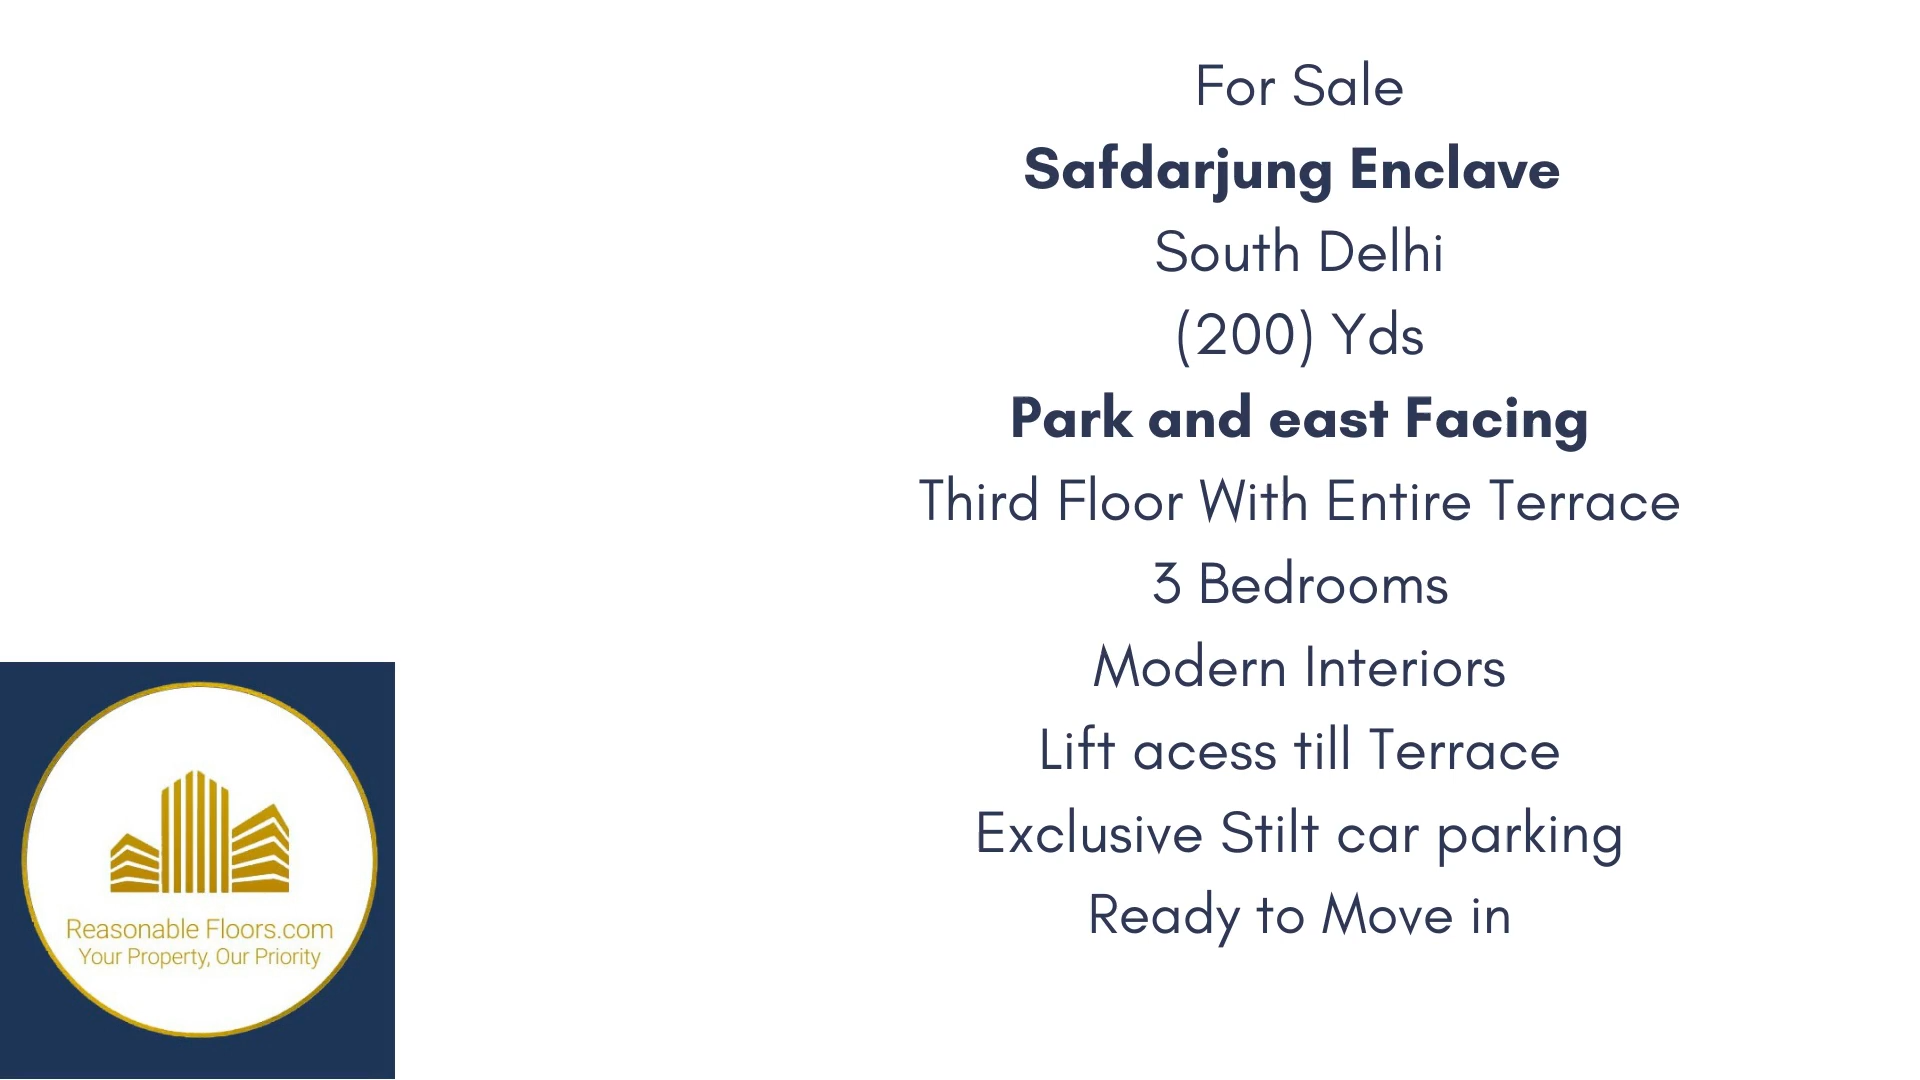 For Sale
Safdarjung Enclave
South Delhi
(200) Yds
Park and east Facing
Third Floor With Entire Terrace
3 Bedrooms
Modern Interiors
Lift acess till Terrace
Exclusive Stilt car parking
Ready to Move in
Reasonable Floors.com
Your Property, Our Priority